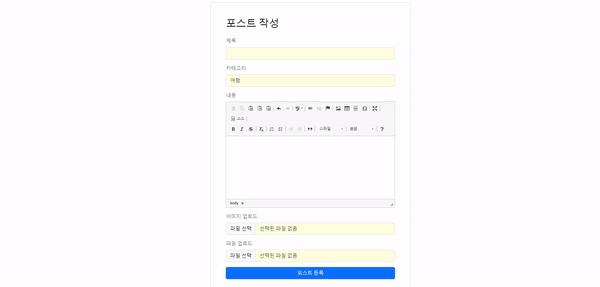 포스트 작성
제목
카테고리
여행
내용
소스
B I S
스타일
문단
?
body p
이미지 업로드
파일 선택 선택된 파일 없음
파일 업로드
파일 선택 선택된 파일 없음
포스트 등록